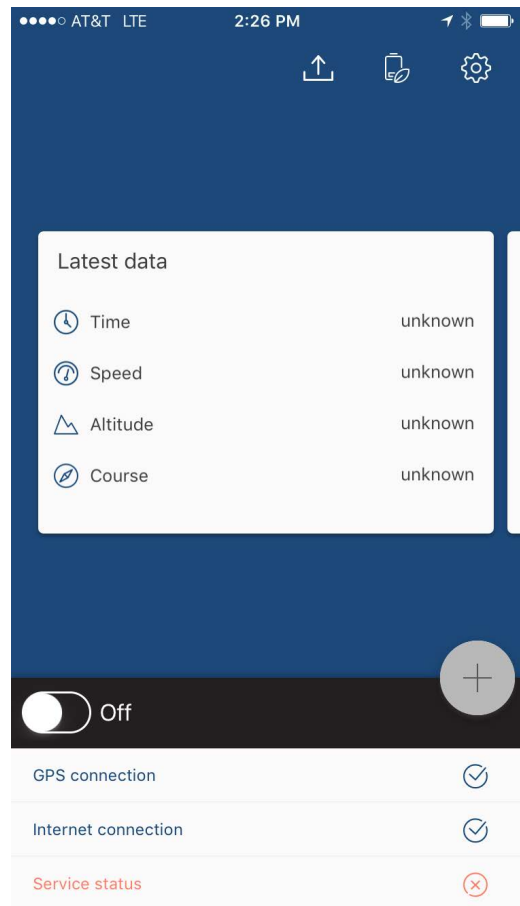 AT&T LTE 2:26 PM
Latest data
Time unknown
Speed unknown
Altitude unknown
Course unknown
Off
GPS connection
Internet connection
Service status